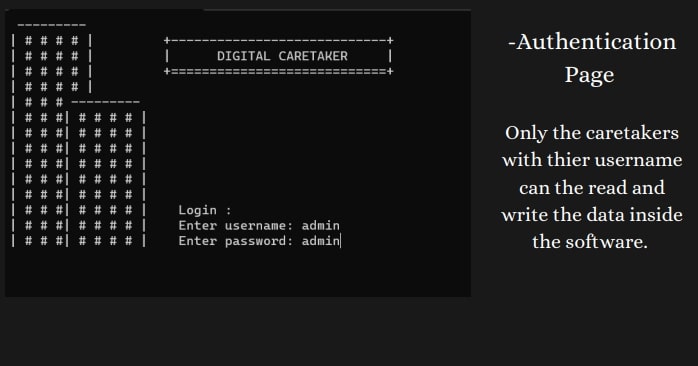 DIGITAL CARETAKER
Login :
Enter username: admin
Enter password: admin
-Authentication
Page
Only the caretakers
with thier username
can the read and
write the data inside
the software.